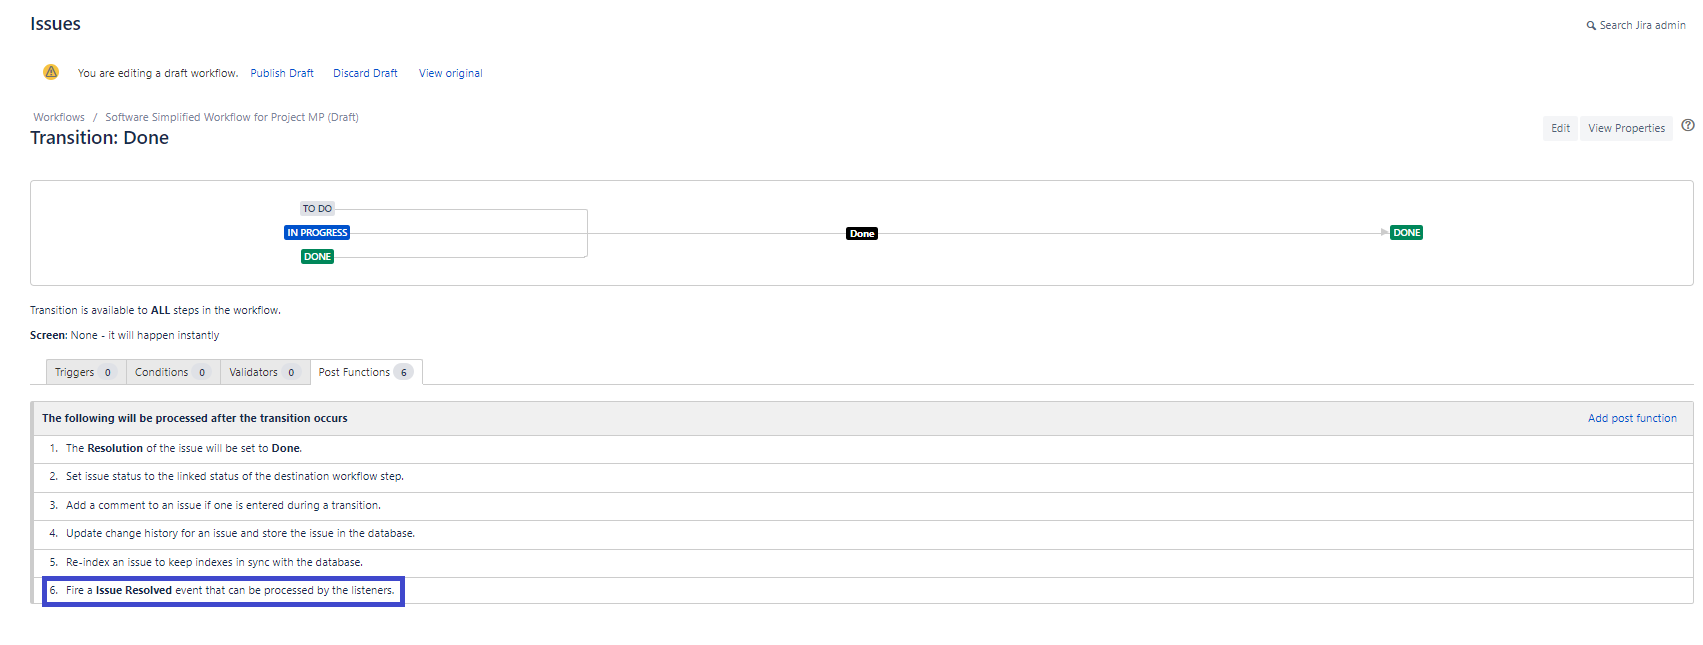 Issues
Search Jira admin
You are editing a draft workflow. Publish Draft Discard Draft View original
Workflows / Software Simplified Workflow for Project MP (Draft)
Transition: Done
Edit View Properties
TO DO
IN PROGRESS
DONE
Done
DONE
Transition is available to ALL steps in the workflow.
Screen: None - it will happen instantly
Triggers 0 Conditions 0 Validators 0 Post Functions 6
The following will be processed after the transition occurs Add post function
1. The Resolution of the issue will be set to Done.
2. Set issue status to the linked status of the destination workflow step.
3. Add a comment to an issue if one is entered during a transition.
4. Update change history for an issue and store the issue in the database.
5. Re-index an issue to keep indexes in sync with the database.
6. Fire a Issue Resolved event that can be processed by the listeners.